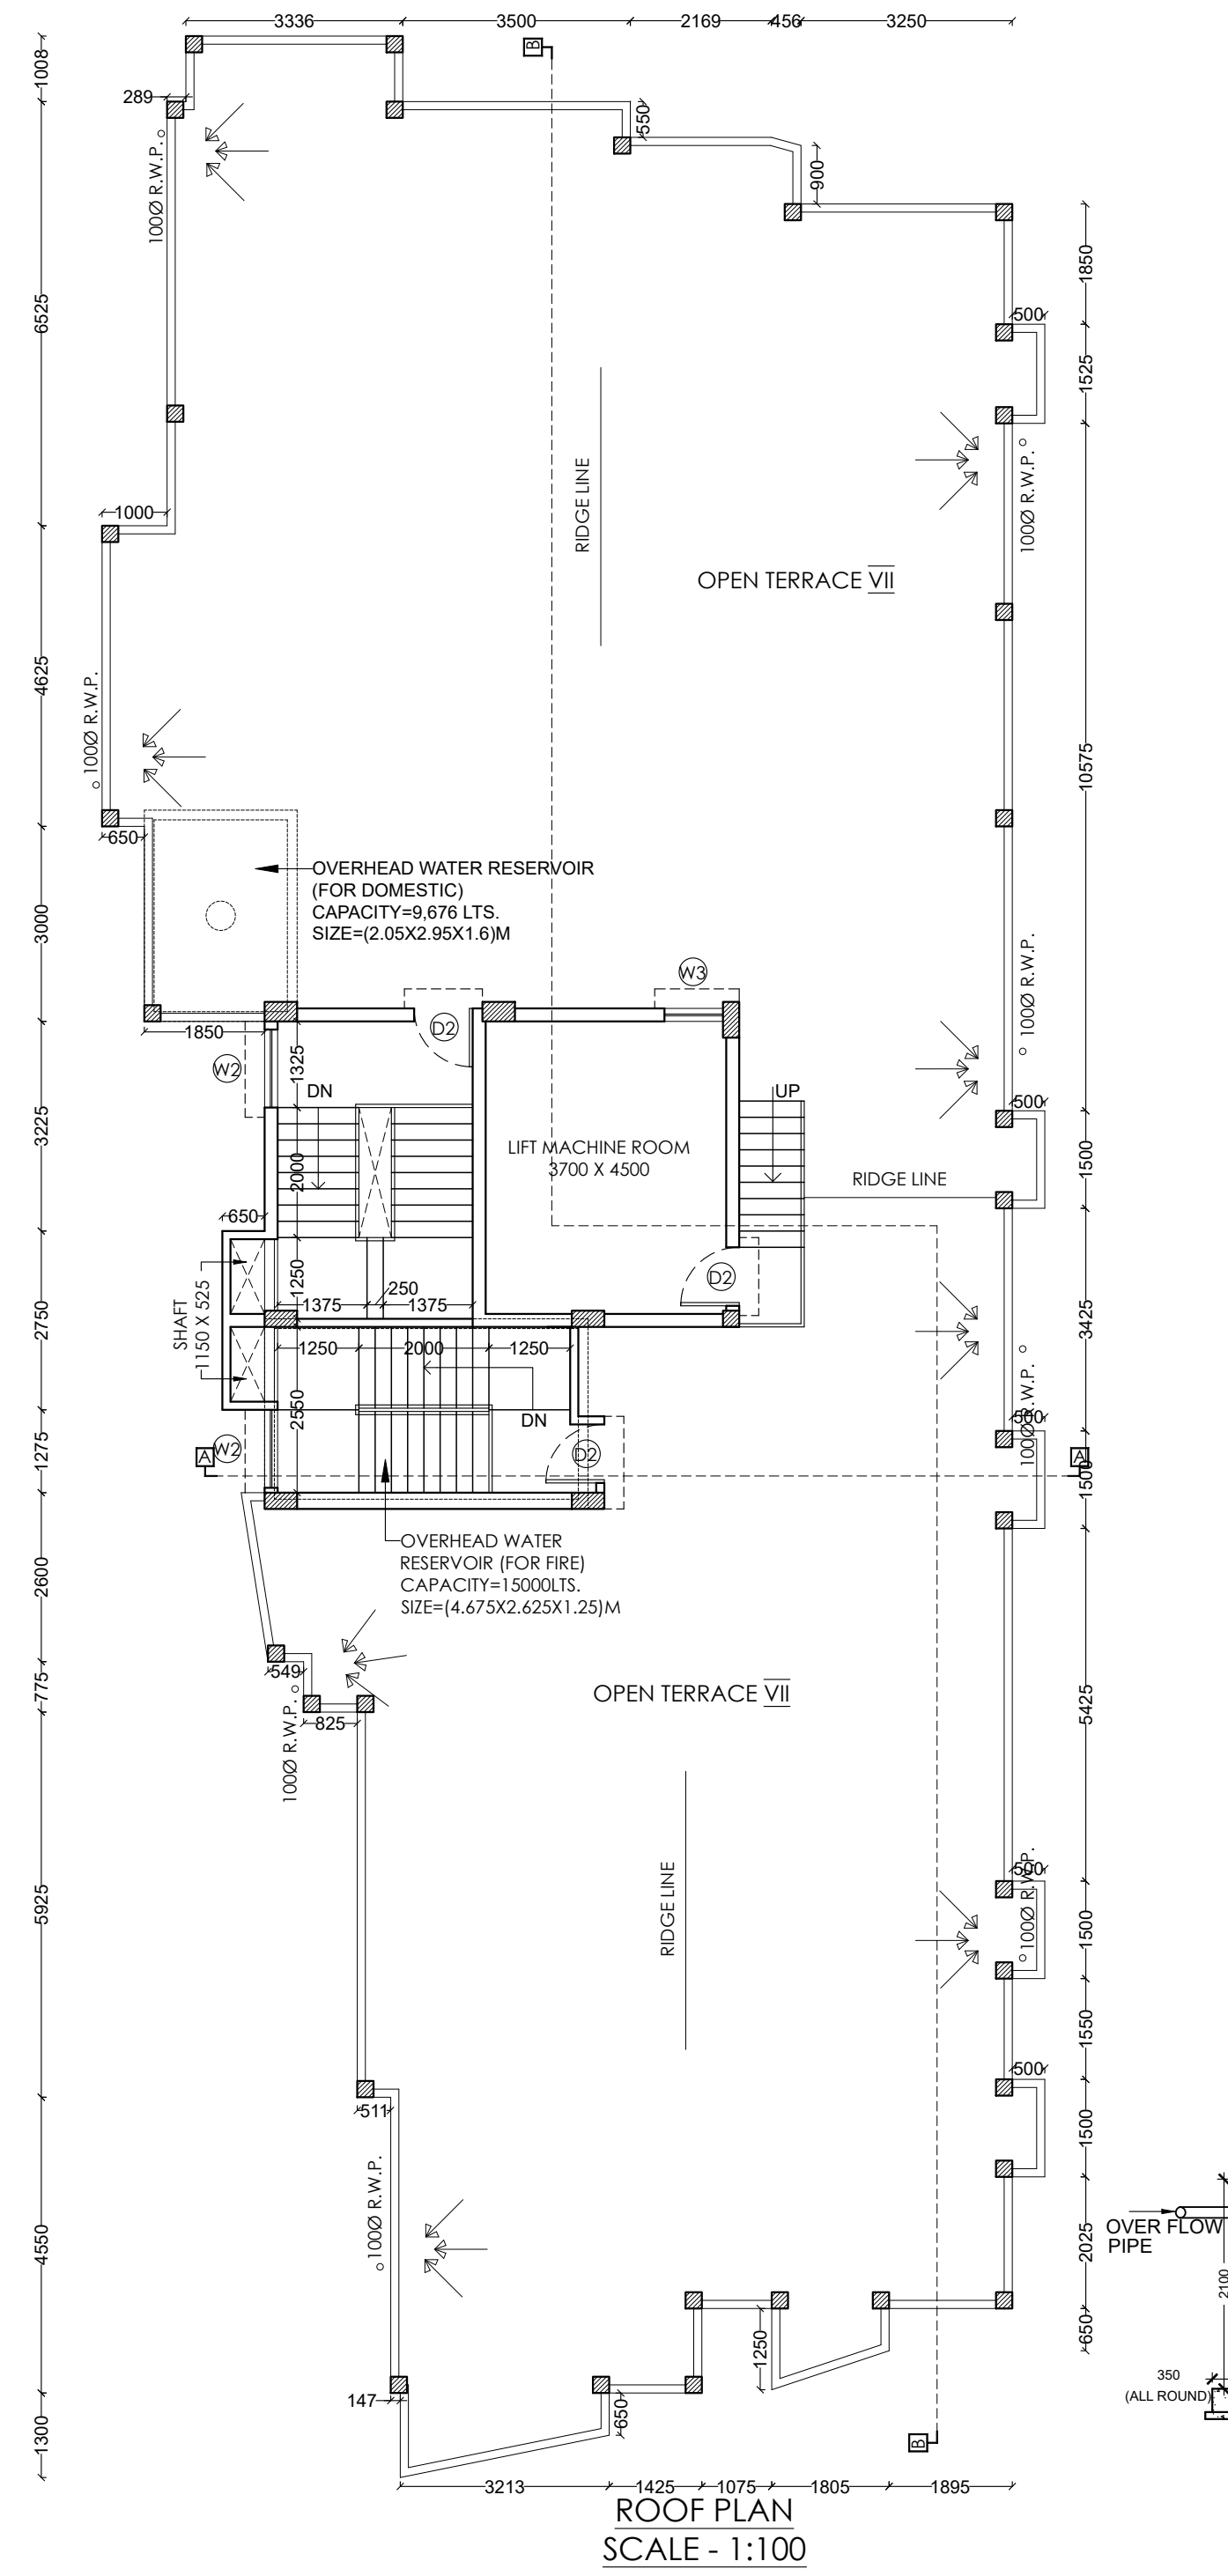 3336
3500
2169
456
3250
B
1008
289
550
900
100Ø R.W.P.
1850
500
1525
6525
RIDGE LINE
100Ø R.W.P.
1000
OPEN TERRACE VII
4625
100Ø R.W.P.
10575
650
OVERHEAD WATER RESERVOIR
(FOR DOMESTIC)
CAPACITY=9,676 LTS.
SIZE=(2.05X2.95X1.6)M
3000
W3
100Ø R.W.P.
1850
D2
W2
1325
DN
UP
500
3225
2000
LIFT MACHINE ROOM
3700 X 4500
1500
RIDGE LINE
650
1250
250
1375
1375
D2
SHAFT
1150 X 525
2750
3425
1250
2000
1250
100Ø R.W.P.
2550
DN
500
1275
A
W2
D2
A
1500
OVERHEAD WATER
RESERVOIR (FOR FIRE)
CAPACITY=15000LTS.
SIZE=(4.675X2.625X1.25)M
2600
549
775
825
100Ø R.W.P.
OPEN TERRACE VII
5425
RIDGE LINE
500
100Ø R.W.P.
1500
5925
1550
500
511
1500
100Ø R.W.P.
4550
2025
OVER FLOW
PIPE
2100
1250
650
350
(ALL ROUND)
147
650
1300
B
3213
1425
1075
1805
1895
ROOF PLAN
SCALE - 1:100